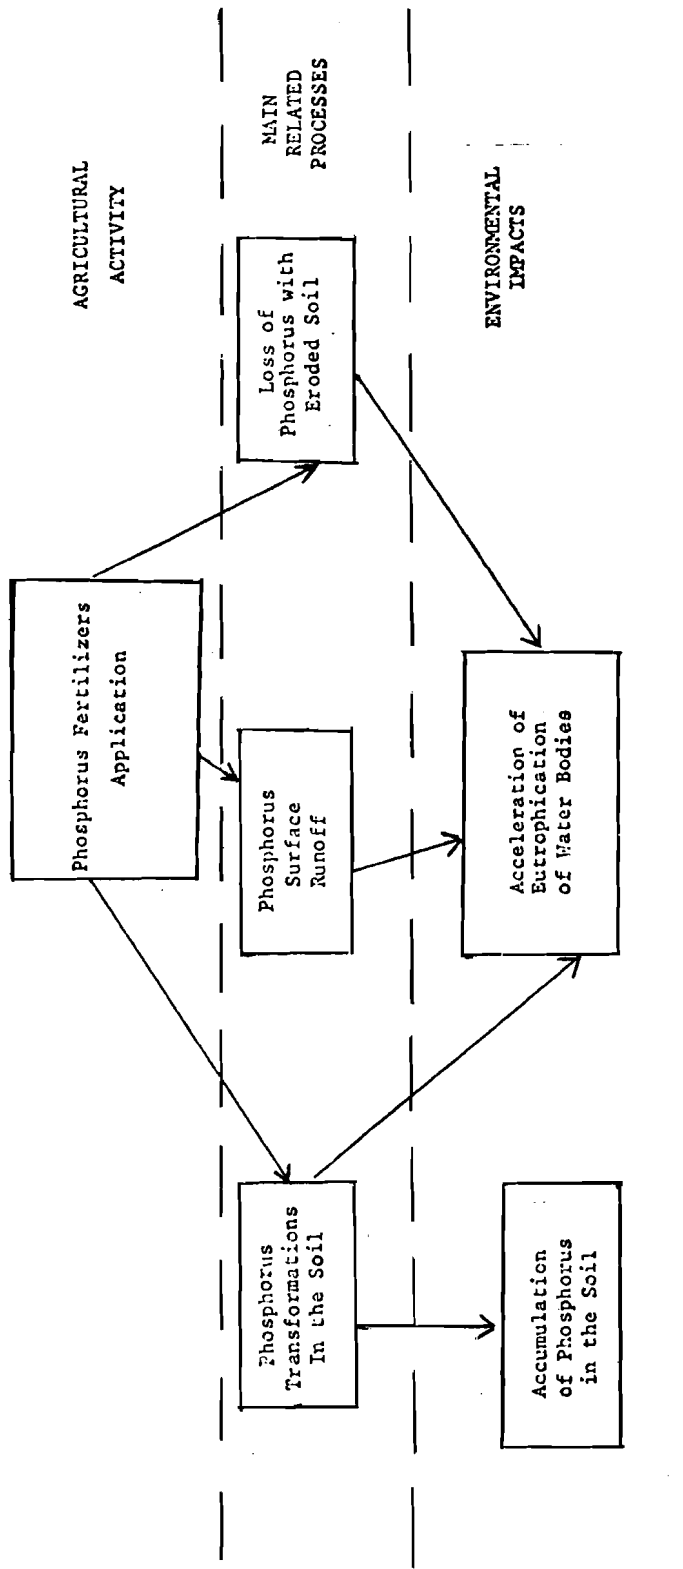 AGRICULTURAL
ACTIVITY
Phosphorus Fertilizers
Application
MAIN
RELATED
PROCESSES
Phosphorus
Transformations
In the Soil
Phosphorus
Surface
Runoff
Loss of
Phosphorus with
Eroded Soil
ENVIRONMENTAL
IMPACTS
Accumulation
of Phosphorus
in the Soil
Acceleration of
Eutrophication
of Water Bodies